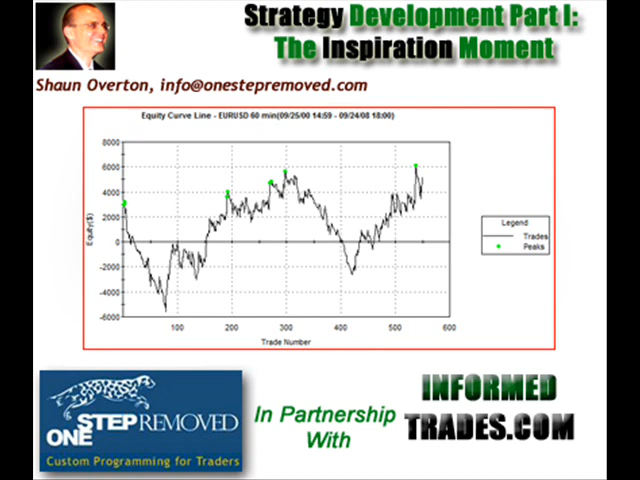 Strategy Development Part I:
The Inspiration Moment
Shaun Overton, info@onestepremoved.com
Equity Curve Line - EURUSD 60 min(09/25/00 14:59 - 09/24/08 18:00)
8000
6000
4000
2000
0
-2000
-4000
-6000
Equity($)
100 200 300 400 500 600
Trade Number
Legend
Trades
Peaks
ONE STEP REMOVED
Custom Programming for Traders
In Partnership
With
INFORMED
TRADES.COM